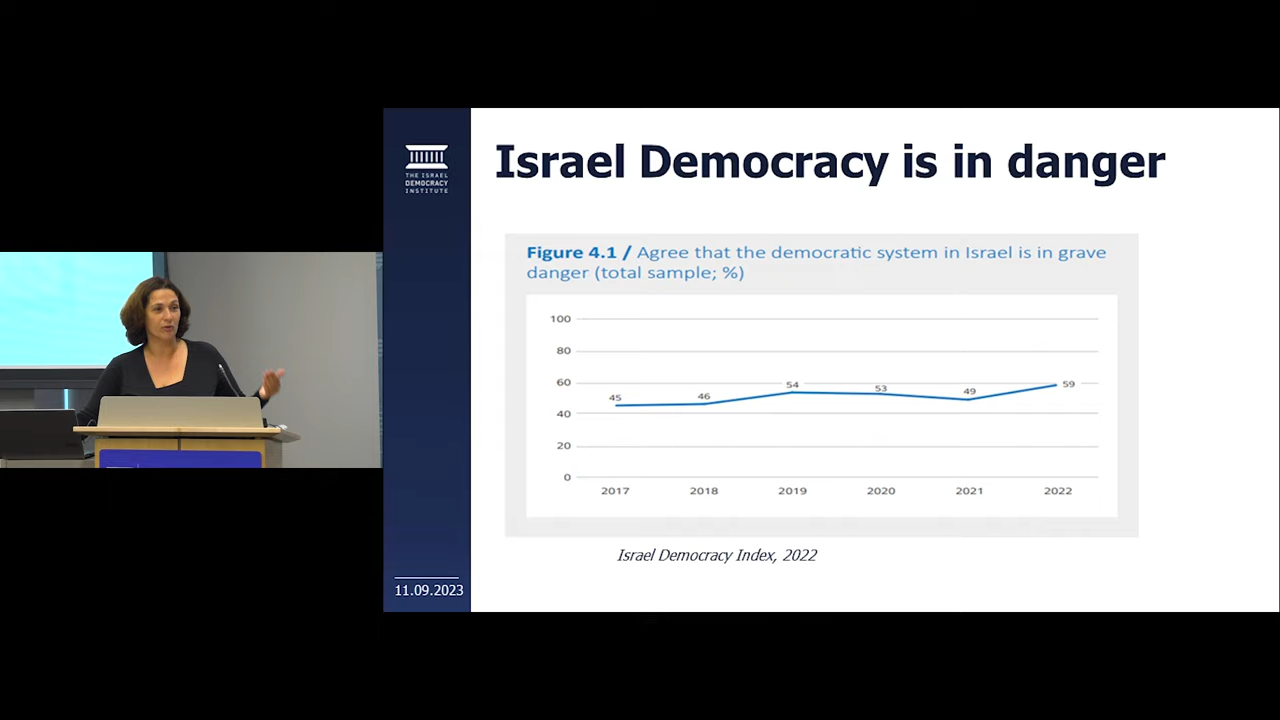 THE ISRAEL
DEMOCRACY
INSTITUTE
Israel Democracy is in danger
Figure 4.1 / Agree that the democratic system in Israel is in grave
danger (total sample; %)
100
80
60
40
20
0
45
46
54
53
49
59
2017
2018
2019
2020
2021
2022
Israel Democracy Index, 2022
11.09.2023